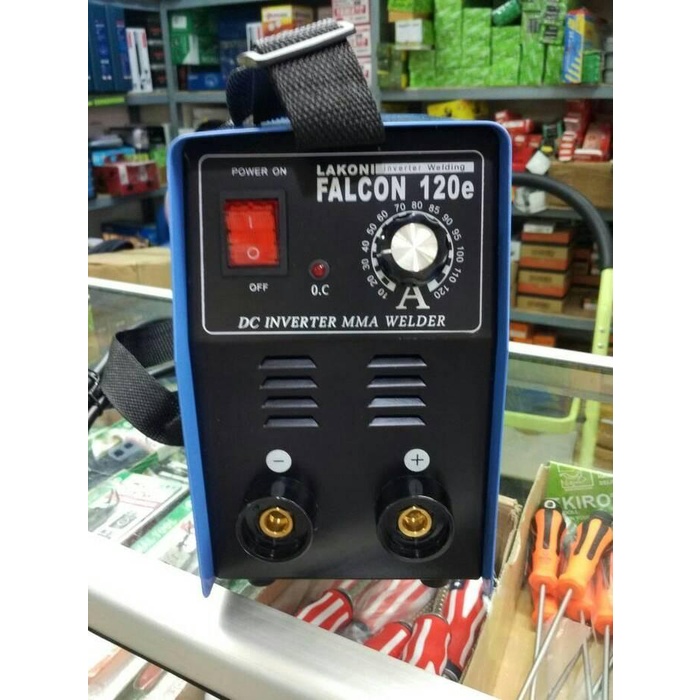 POWER ON
OFF
O.C
LAKONI Inverter Welding
FALCON 120e
10 20 30 40 50 60 70 80 85 90 95 100 110 120
A
DC INVERTER MMA WELDER
−
+
KIRO